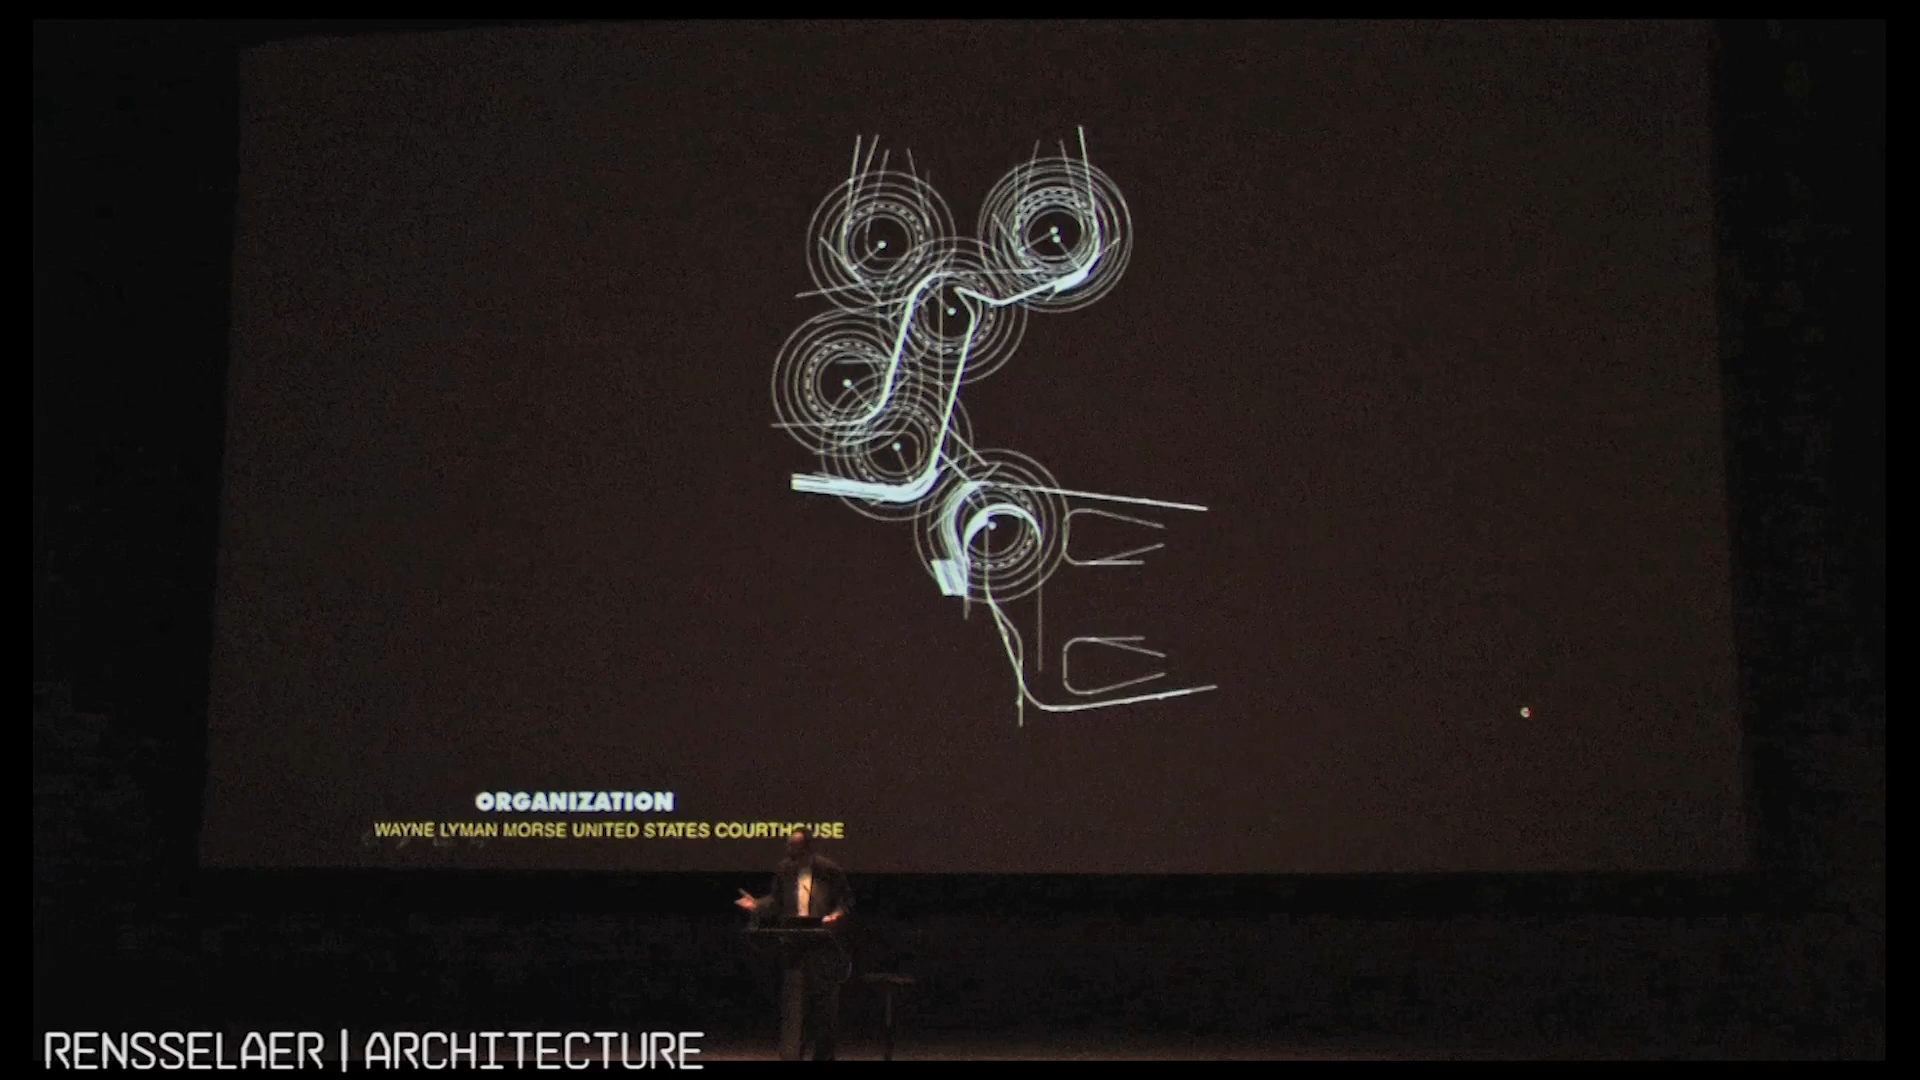 ORGANIZATION
WAYNE LYMAN MORSE UNITED STATES COURTHOUSE
RENSSELAER | ARCHITECTURE